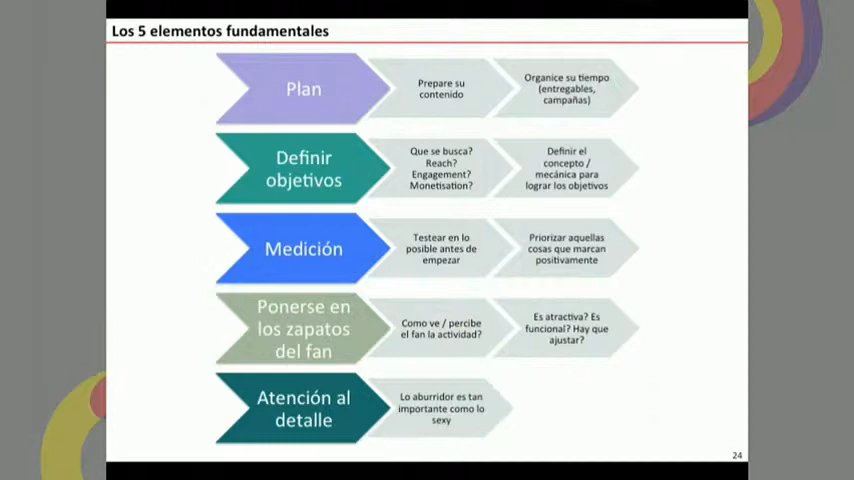 Los 5 elementos fundamentales
Plan
Prepare su
contenido
Organice su tiempo
(entregables,
campañas)
Definir
objetivos
Que se busca?
Reach?
Engagement?
Monetisation?
Definir el
concepto /
mecánica para
lograr los objetivos
Medición
Testear en lo
posible antes de
empezar
Priorizar aquellas
cosas que marcan
positivamente
Ponerse en
los zapatos
del fan
Como ve / percibe
el fan la actividad?
Es atractiva? Es
funcional? Hay que
ajustar?
Atención al
detalle
Lo aburridor es tan
importante como lo
sexy
24